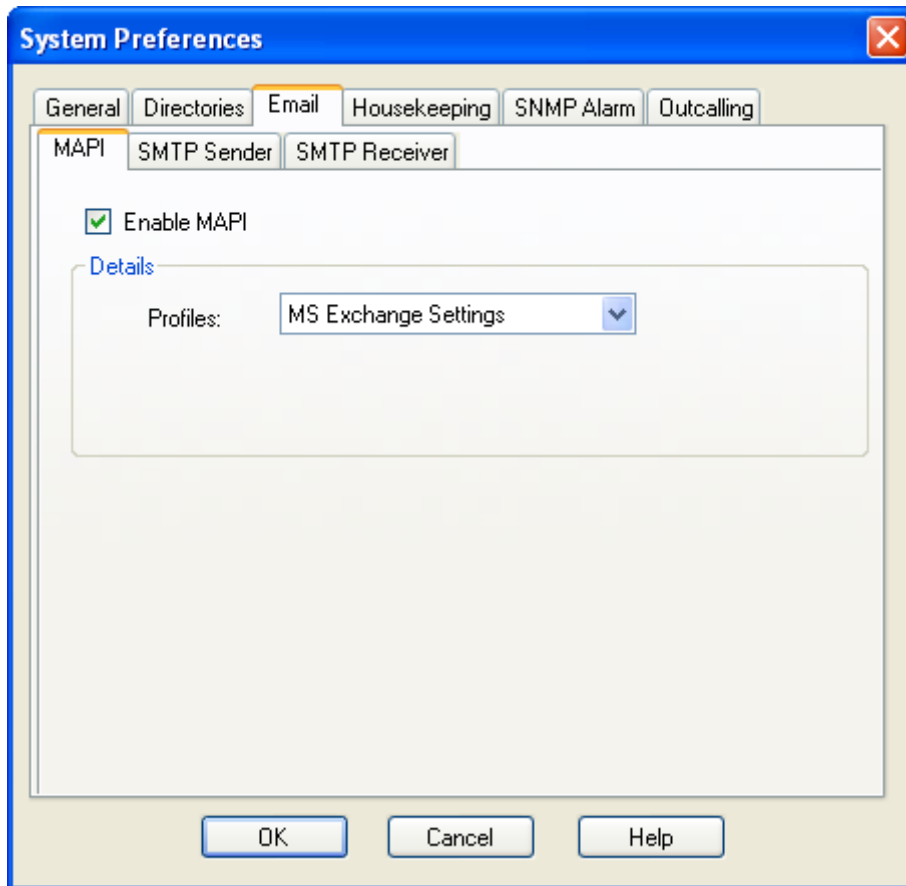 System Preferences
General Directories Email Housekeeping SNMP Alarm Outcalling
MAPI SMTP Sender SMTP Receiver
Enable MAPI
Details
Profiles: MS Exchange Settings
OK Cancel Help